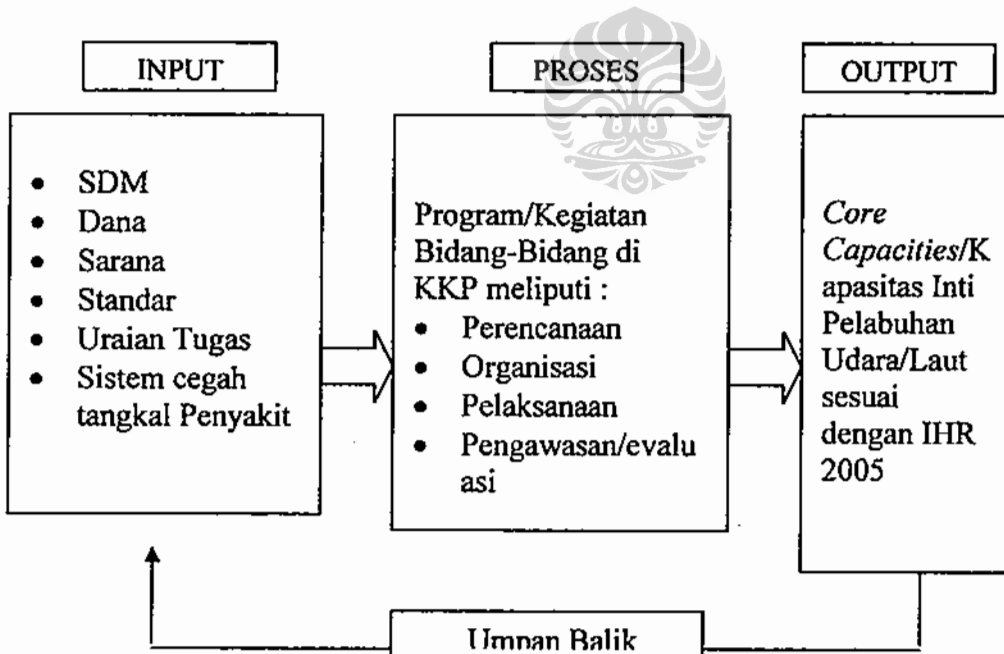 INPUT
• SDM
• Dana
• Sarana
• Standar
• Uraian Tugas
• Sistem cegah
tangkal Penyakit
PROSES
Program/Kegiatan
Bidang-Bidang di
KKP meliputi :
• Perencanaan
• Organisasi
• Pelaksanaan
• Pengawasan/evalu
asi
OUTPUT
Core
Capacities/K
apasitas Inti
Pelabuhan
Udara/Laut
sesuai
dengan IHR
2005
Umpan Balik